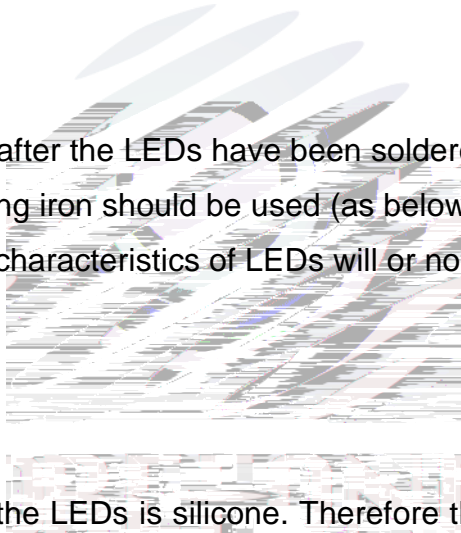 after the LEDs have been soldere
ng iron should be used (as below
characteristics of LEDs will or no
the LEDs is silicone. Therefore t